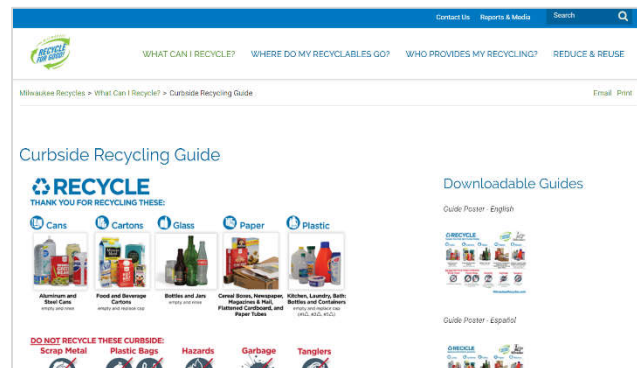 Contact Us Reports & Media Search
RECYCLE
FOR GOOD!
WHAT CAN I RECYCLE? WHERE DO MY RECYCLABLES GO? WHO PROVIDES MY RECYCLING? REDUCE & REUSE
Milwaukee Recycles > What Can I Recycle? > Curbside Recycling Guide
Email Print
Curbside Recycling Guide
RECYCLE
THANK YOU FOR RECYCLING THESE:
Cans Cartons Glass Paper Plastic
Aluminum and
Steel Cans
empty and rinse
Food and Beverage
Cartons
empty and replace cap
Bottles and Jars
empty and rinse
Cereal Boxes, Newspaper,
Magazines & Mail,
Flattened Cardboard, and
Paper Tubes
Kitchen, Laundry, Bath:
Bottles and Containers
empty and replace cap
DO NOT RECYCLE THESE CURBSIDE:
Scrap Metal Plastic Bags Hazards Garbage Tanglers
Downloadable Guides
Guide Poster - English
RECYCLE
Guide Poster - Español
RECYCLE